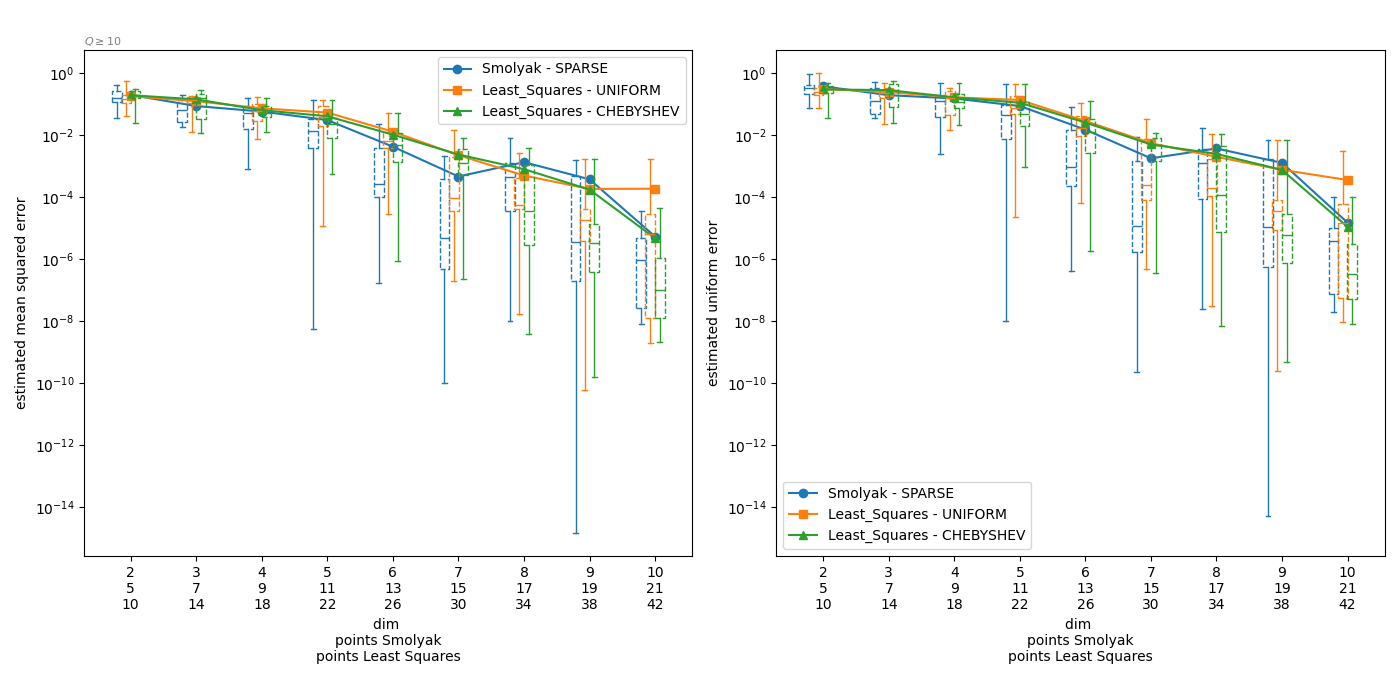 Q ≥ 10
Smolyak - SPARSE
Least_Squares - UNIFORM
Least_Squares - CHEBYSHEV
estimated mean squared error
10⁰
10⁻²
10⁻⁴
10⁻⁶
10⁻⁸
10⁻¹⁰
10⁻¹²
10⁻¹⁴
2 3 4 5 6 7 8 9 10
5 7 9 11 13 15 17 19 21
10 14 18 22 26 30 34 38 42
dim
points Smolyak
points Least Squares
estimated uniform error
10⁰
10⁻²
10⁻⁴
10⁻⁶
10⁻⁸
10⁻¹⁰
10⁻¹²
10⁻¹⁴
Smolyak - SPARSE
Least_Squares - UNIFORM
Least_Squares - CHEBYSHEV
2 3 4 5 6 7 8 9 10
5 7 9 11 13 15 17 19 21
10 14 18 22 26 30 34 38 42
dim
points Smolyak
points Least Squares